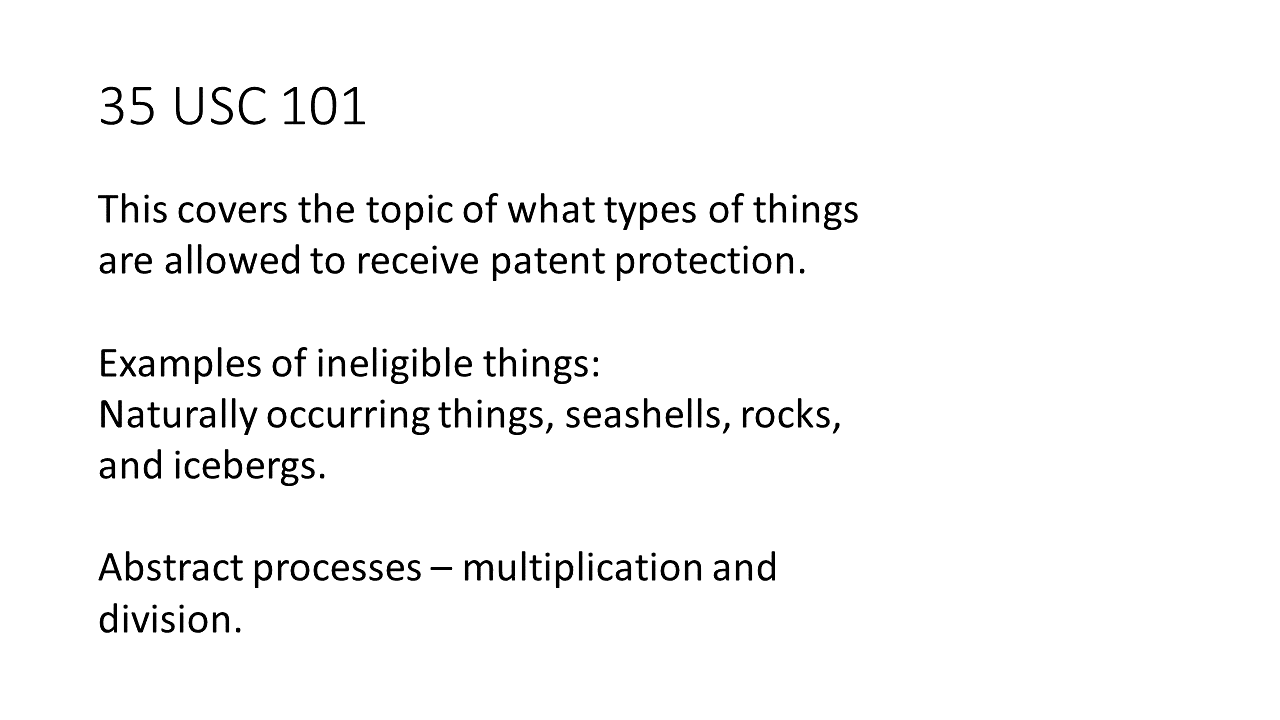 35 USC 101
This covers the topic of what types of things
are allowed to receive patent protection.
Examples of ineligible things:
Naturally occurring things, seashells, rocks,
and icebergs.
Abstract processes – multiplication and
division.